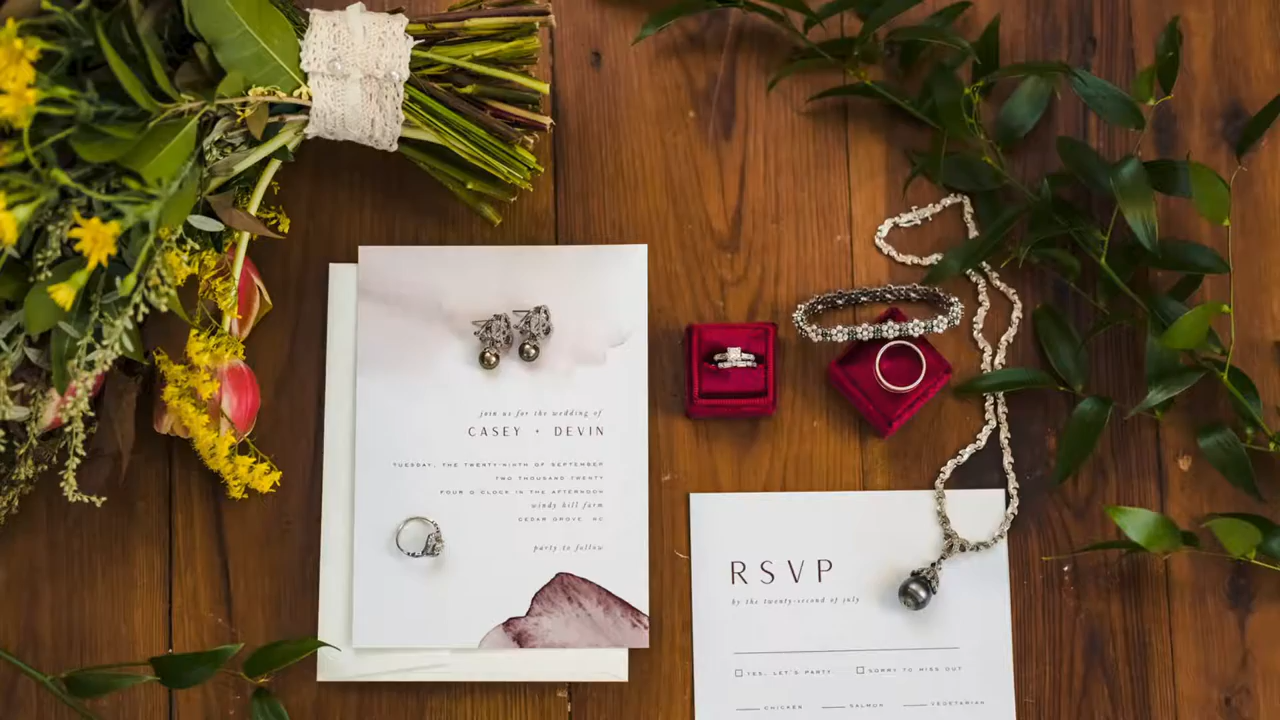 join us for the wedding of
CASEY + DEVIN
TUESDAY, THE TWENTY-NINTH OF SEPTEMBER
TWO THOUSAND TWENTY
FOUR O'CLOCK IN THE AFTERNOON
windy hill farm
CEDAR GROVE, NC
party to follow
RSVP
by the twenty-second of july
YES, LET'S PARTY
SORRY TO MISS OUT
CHICKEN
SALMON
VEGETARIAN